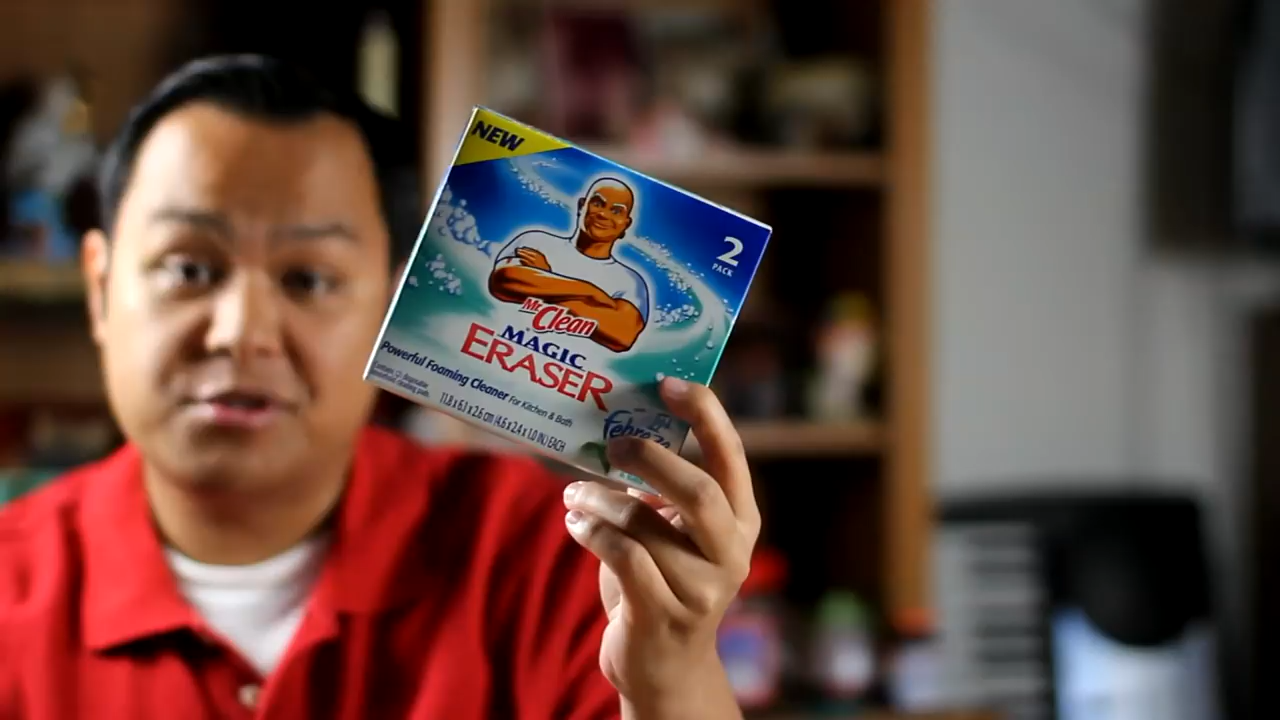 NEW
2
PACK
Mr.
Clean
MAGIC
ERASER
Powerful Foaming Cleaner For Kitchen & Bath
11.8 x 6.1 x 2.6 cm (4.6 x 2.4 x 1.0 IN.) EACH
febreze